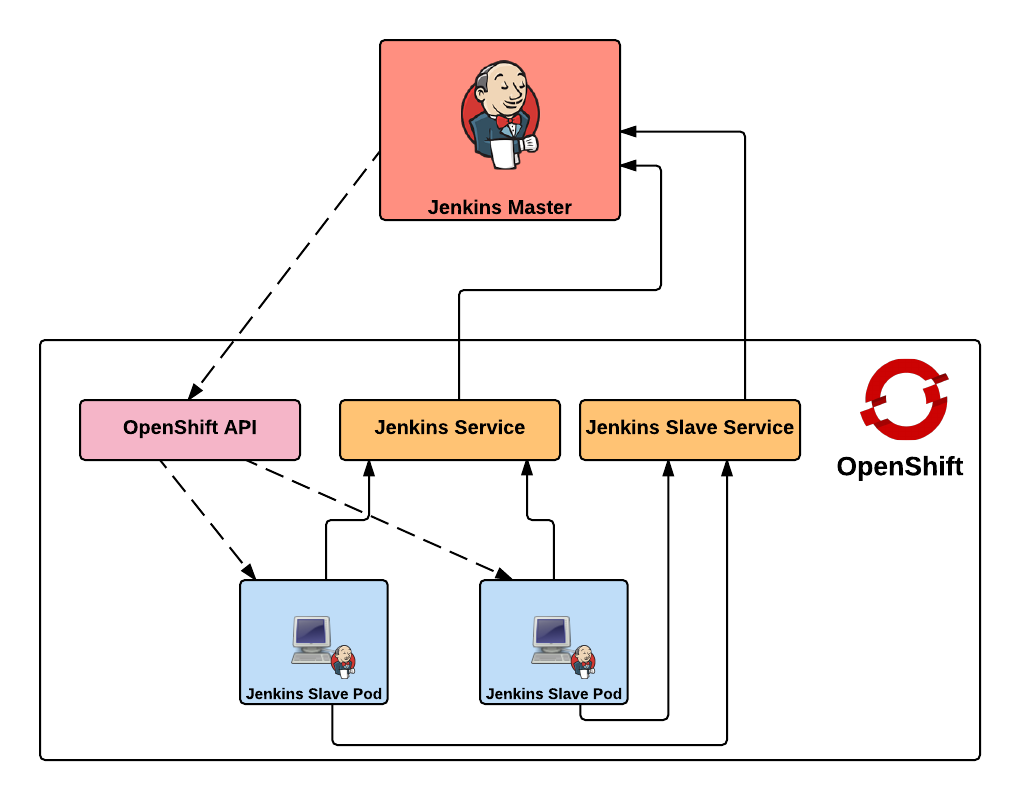 Jenkins Master
OpenShift API
Jenkins Service
Jenkins Slave Service
OpenShift
Jenkins Slave Pod
Jenkins Slave Pod